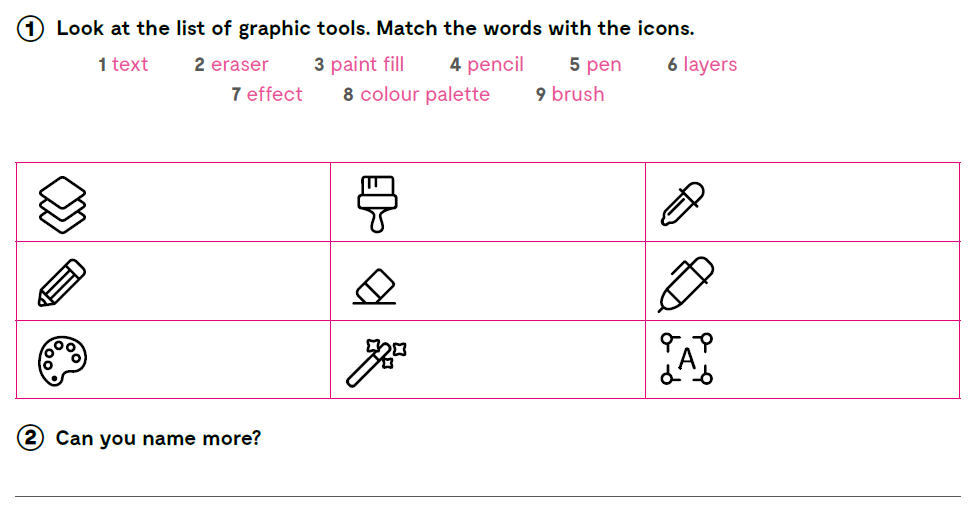 1 Look at the list of graphic tools. Match the words with the icons.
1 text 2 eraser 3 paint fill 4 pencil 5 pen 6 layers
7 effect 8 colour palette 9 brush
A
2 Can you name more?